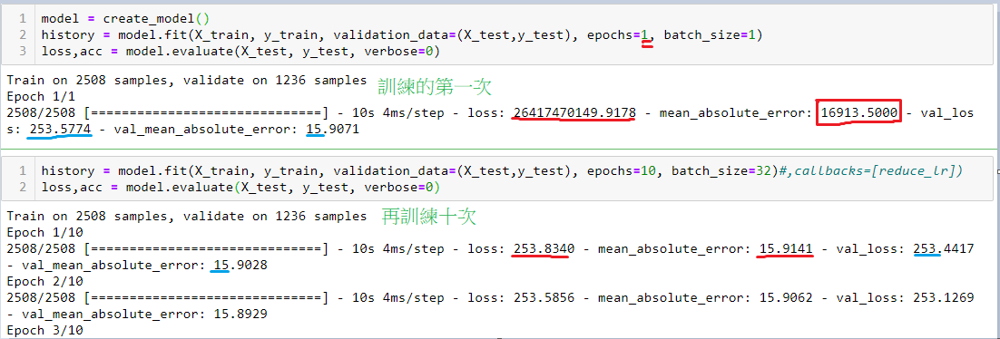 1 model = create_model()
2 history = model.fit(X_train, y_train, validation_data=(X_test,y_test), epochs=1, batch_size=1)
3 loss,acc = model.evaluate(X_test, y_test, verbose=0)
Train on 2508 samples, validate on 1236 samples 訓練的第一次
Epoch 1/1
2508/2508 [==============================] - 10s 4ms/step - loss: 26417470149.9178 - mean_absolute_error: 16913.5000 - val_los
s: 253.5774 - val_mean_absolute_error: 15.9071
1 history = model.fit(X_train, y_train, validation_data=(X_test,y_test), epochs=10, batch_size=32)#,callbacks=[reduce_lr])
2 loss,acc = model.evaluate(X_test, y_test, verbose=0)
Train on 2508 samples, validate on 1236 samples 再訓練十次
Epoch 1/10
2508/2508 [==============================] - 10s 4ms/step - loss: 253.8340 - mean_absolute_error: 15.9141 - val_loss: 253.4417
- val_mean_absolute_error: 15.9028
Epoch 2/10
2508/2508 [==============================] - 10s 4ms/step - loss: 253.5856 - mean_absolute_error: 15.9062 - val_loss: 253.1269
- val_mean_absolute_error: 15.8929
Epoch 3/10